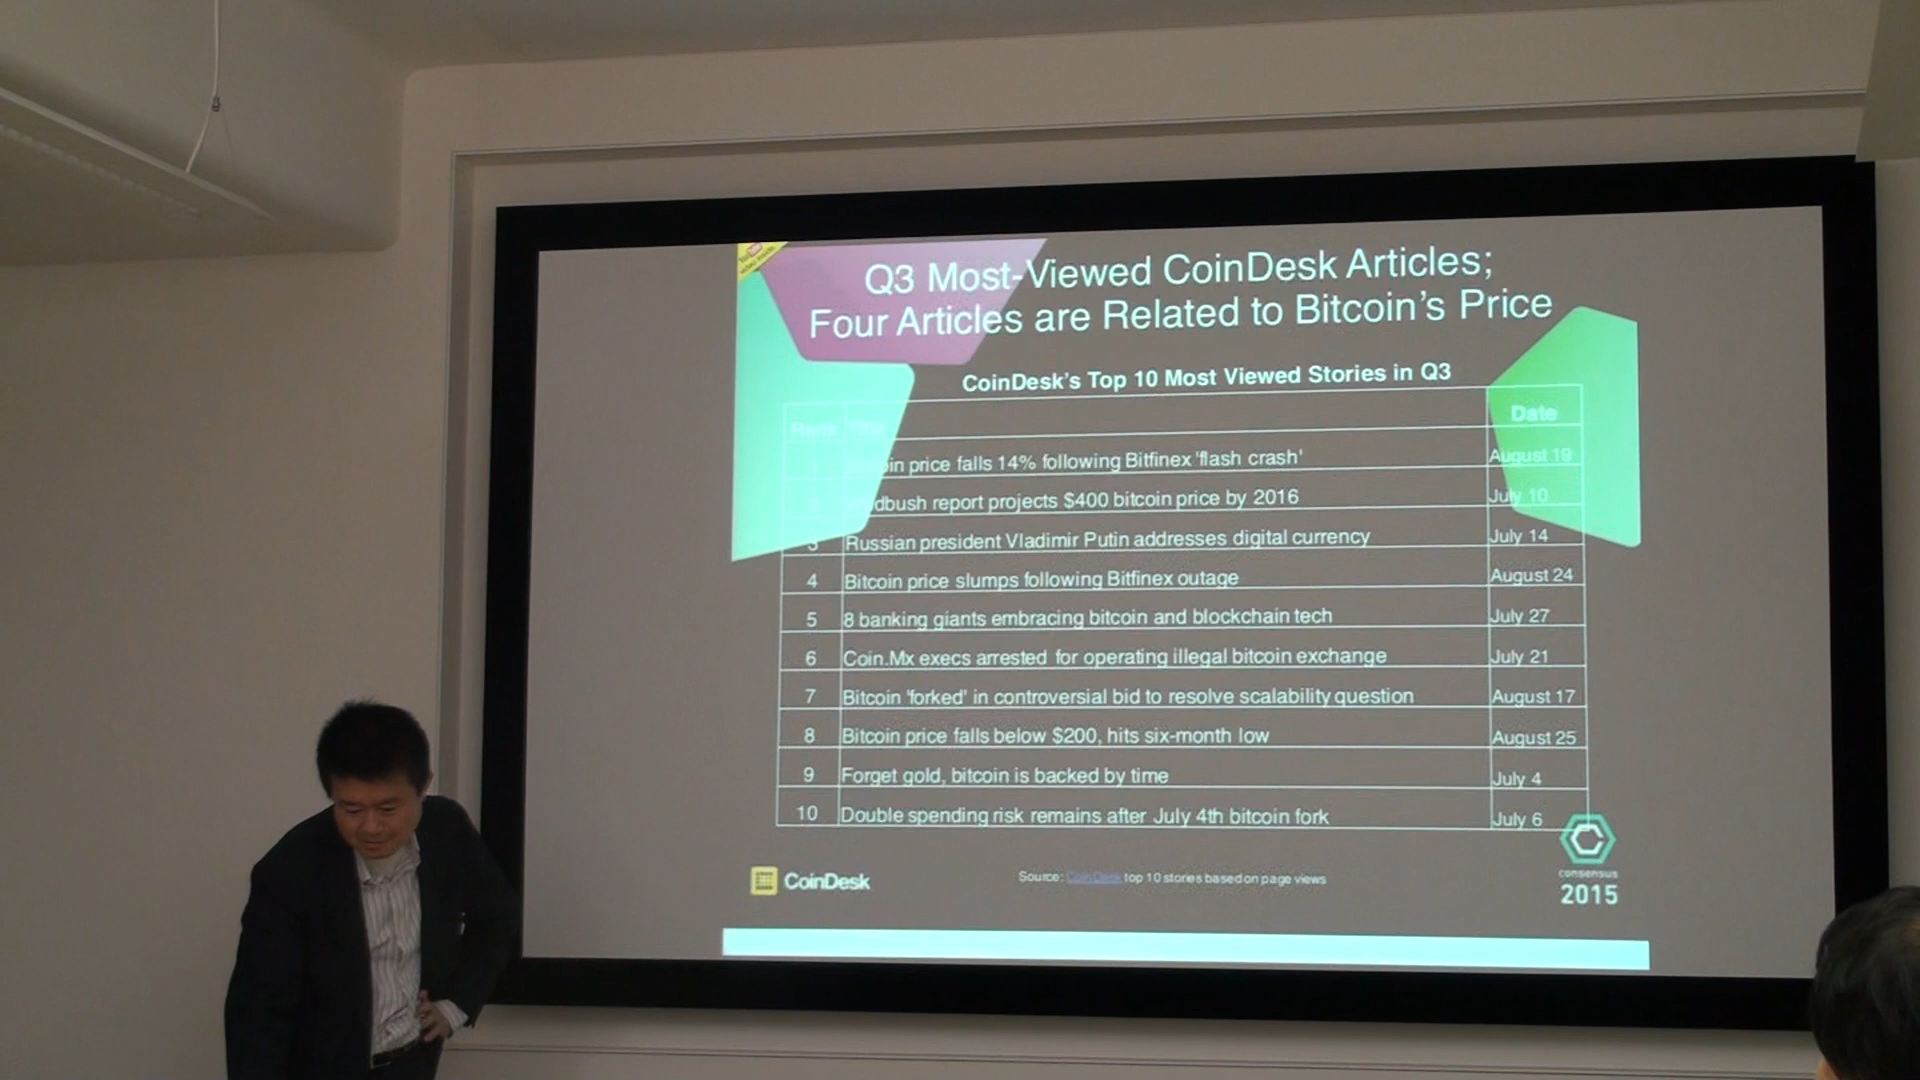 Q3 Most-Viewed CoinDesk Articles;
Four Articles are Related to Bitcoin's Price
CoinDesk's Top 10 Most Viewed Stories in Q3
Rank Title Date
in price falls 14% following Bitfinex 'flash crash' August 19
dbush report projects $400 bitcoin price by 2016 July 10
3 Russian president Vladimir Putin addresses digital currency July 14
4 Bitcoin price slumps following Bitfinex outage August 24
5 8 banking giants embracing bitcoin and blockchain tech July 27
6 Coin.Mx execs arrested for operating illegal bitcoin exchange July 21
7 Bitcoin 'forked' in controversial bid to resolve scalability question August 17
8 Bitcoin price falls below $200, hits six-month low August 25
9 Forget gold, bitcoin is backed by time July 4
10 Double spending risk remains after July 4th bitcoin fork July 6
CoinDesk
Source: CoinDesk top 10 stories based on page views
consensus
2015